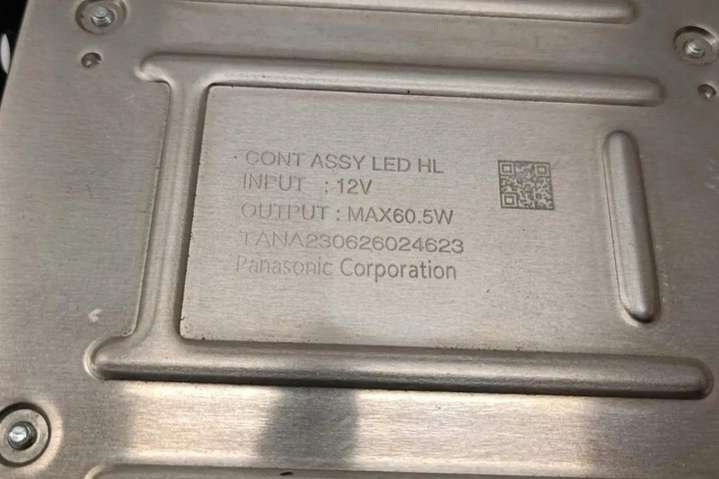 CONT ASSY LED HL
INPUT : 12V
OUTPUT : MAX60.5W
TANA230626024623
Panasonic Corporation